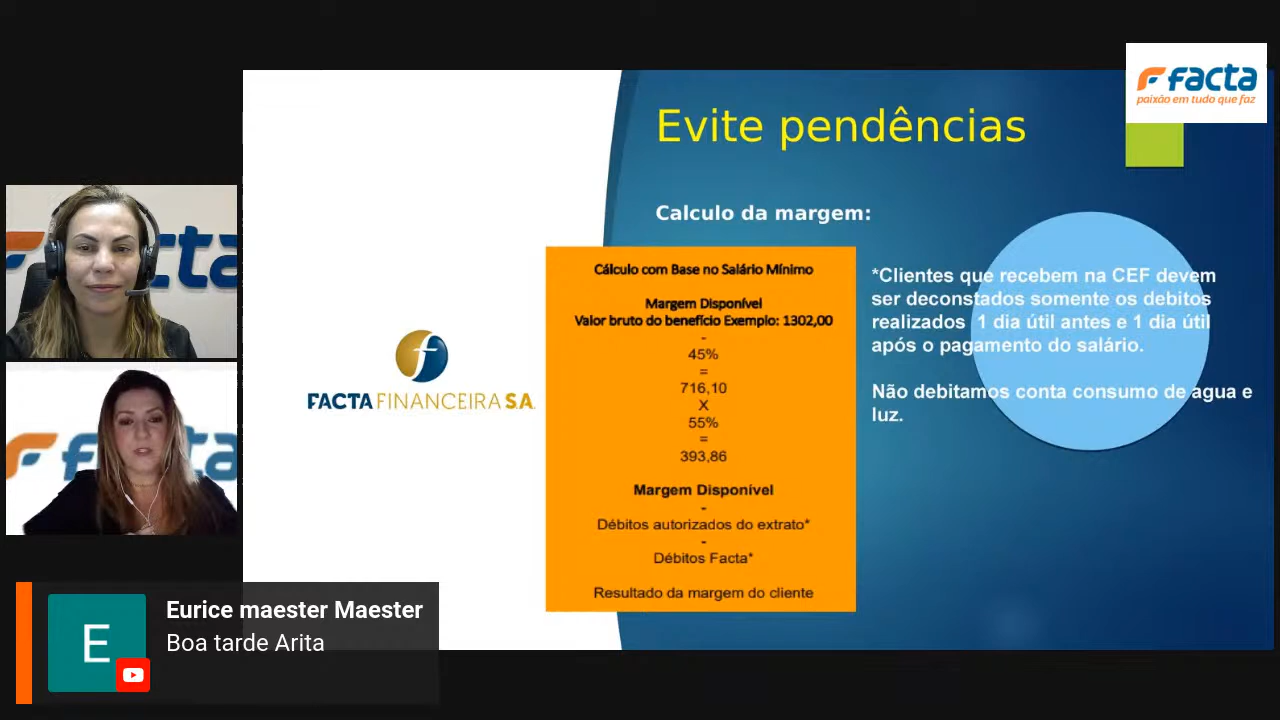 facta
paixão em tudo que faz
Evite pendências
Calculo da margem:
Cálculo com Base no Salário Mínimo
Margem Disponível
Valor bruto do benefício Exemplo: 1302,00
-
45%
=
716,10
X
55%
=
393,86
Margem Disponível
-
Débitos autorizados do extrato*
-
Débitos Facta*
Resultado da margem do cliente
*Clientes que recebem na CEF devem
ser deconstados somente os debitos
realizados 1 dia útil antes e 1 dia útil
após o pagamento do salário.
Não debitamos conta consumo de agua e
luz.
FACTA FINANCEIRA S.A.
E
Eurice maester Maester
Boa tarde Arita